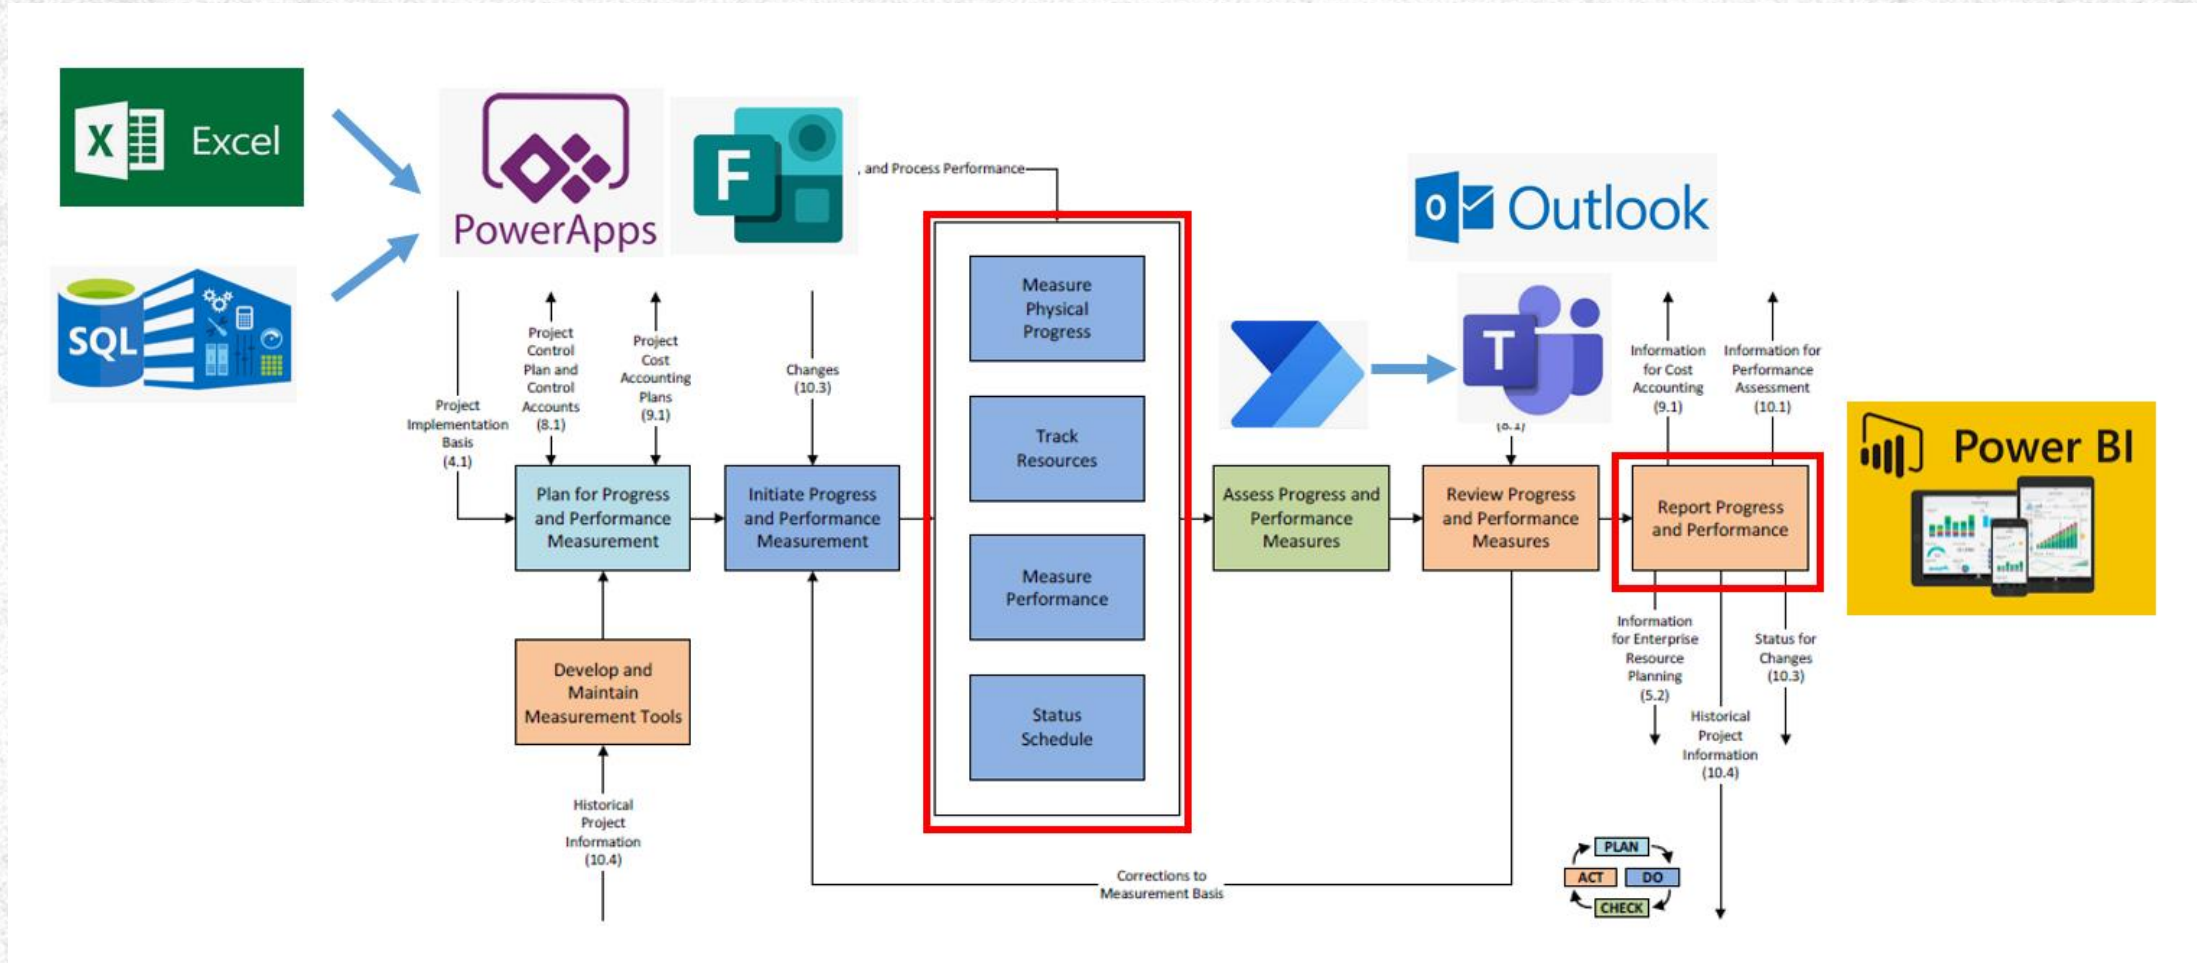 X
Excel
PowerApps
F
, and Process Performance
Outlook
o
T
SQL
Power BI
Measure
Physical
Progress
Track
Resources
Measure
Performance
Status
Schedule
Project
Implementation
Basis
(4.1)
Project
Control
Plan and
Control
Accounts
(8.1)
Project
Cost
Accounting
Plans
(9.1)
Changes
(10.3)
Plan for Progress
and Performance
Measurement
Initiate Progress
and Performance
Measurement
Assess Progress and
Performance
Measures
Review Progress
and Performance
Measures
Report Progress
and Performance
Information
for Cost
Accounting
(9.1)
Information for
Performance
Assessment
(10.1)
Develop and
Maintain
Measurement Tools
Historical
Project
Information
(10.4)
Information
for Enterprise
Resource
Planning
(5.2)
Historical
Project
Information
(10.4)
Status for
Changes
(10.3)
Corrections to
Measurement Basis
PLAN
ACT
DO
CHECK